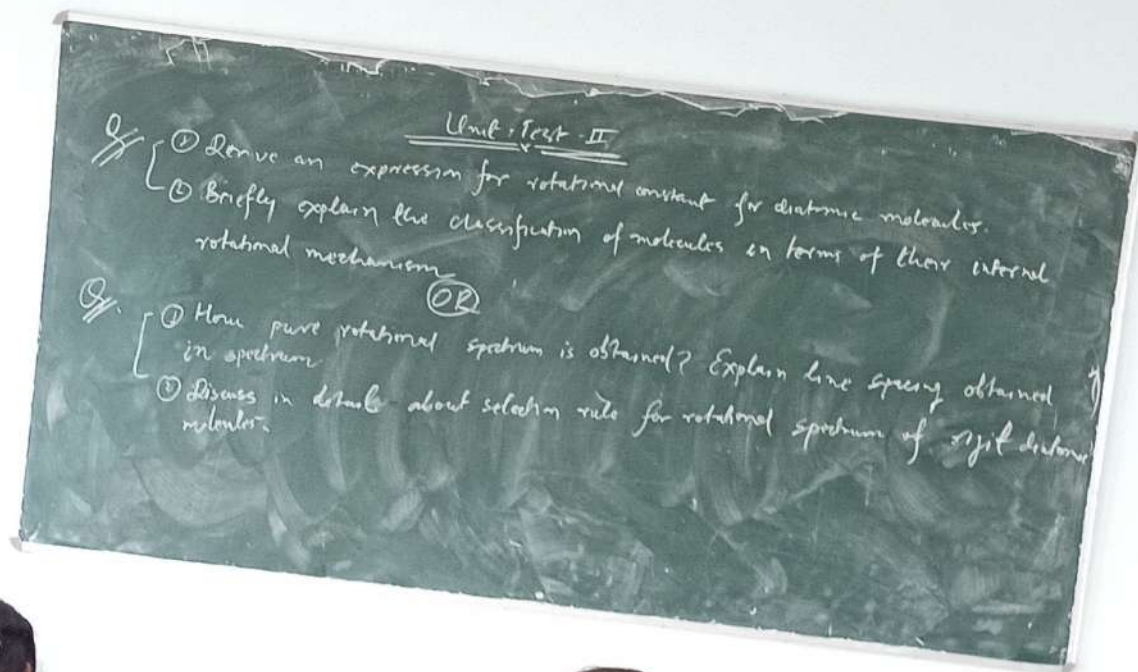 Unit, Test - II
Q. ① Derive an expression for rotational constant for diatomic molecules.
② Briefly explain the classification of molecules in terms of their internal
rotational mechanism
OR
Q. ① How pure rotational spectrum is obtained? Explain line spacing obtained
in spectrum
② Discuss in details about selection rule for rotational spectrum of rigid diatomic
molecules.